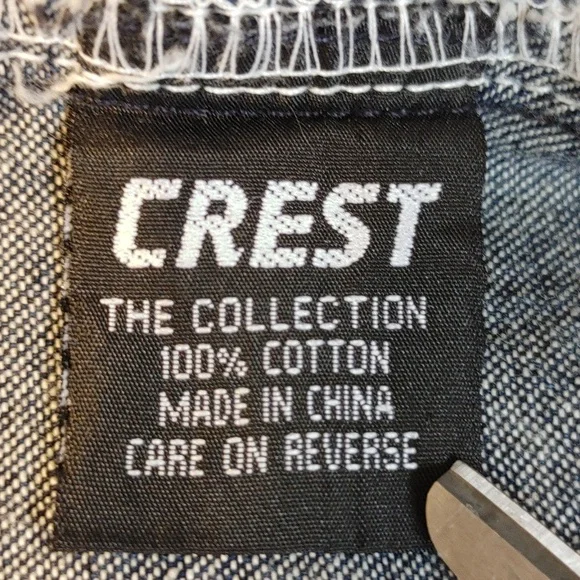 CREST
THE COLLECTION
100% COTTON
MADE IN CHINA
CARE ON REVERSE